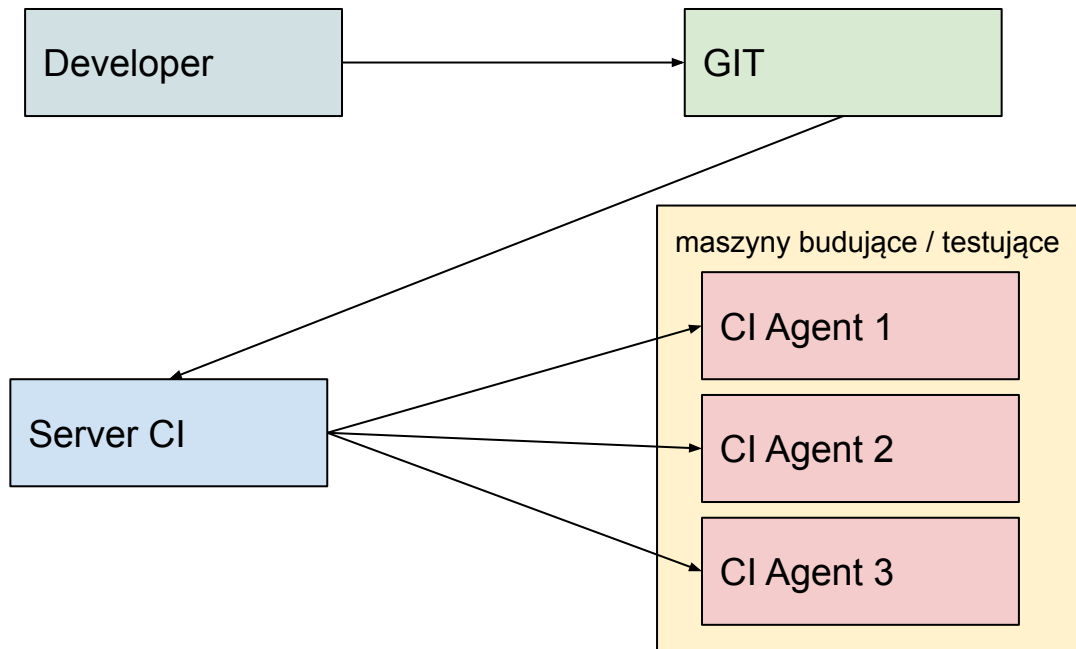 Developer
GIT
maszyny budujące / testujące
CI Agent 1
Server CI
CI Agent 2
CI Agent 3